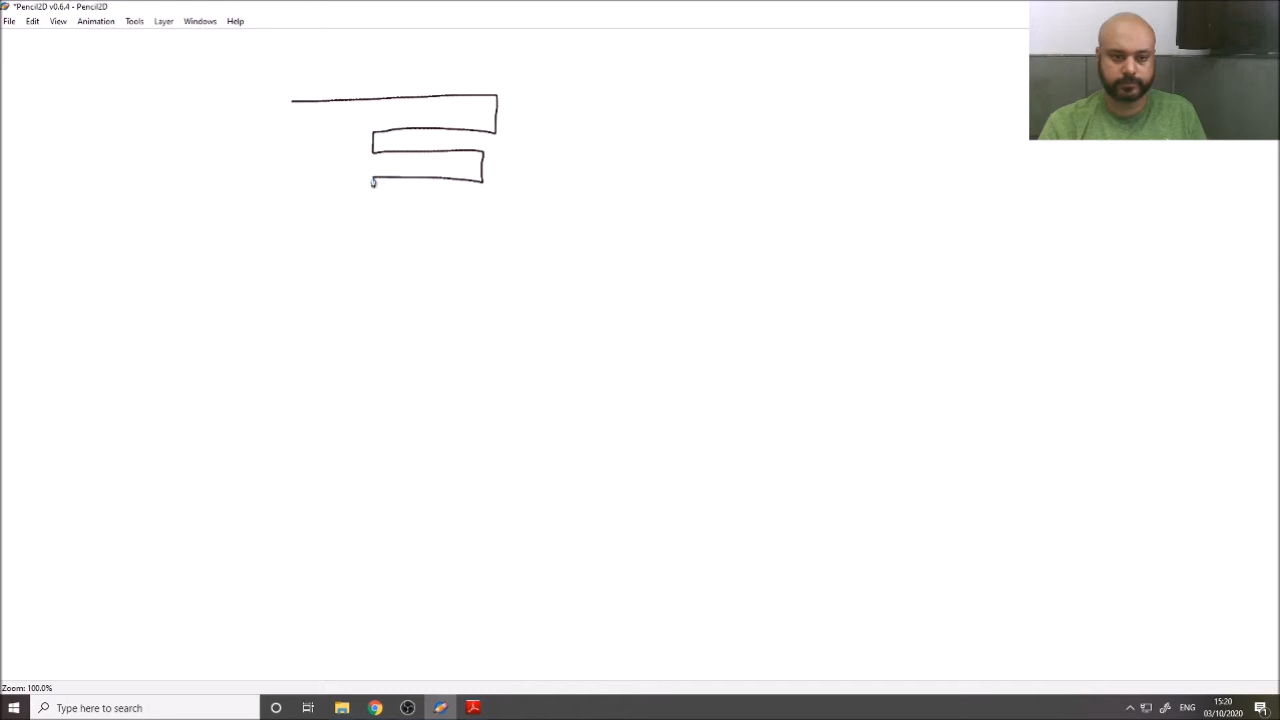 *Pencil2D v0.6.4 - Pencil2D
File Edit View Animation Tools Layer Windows Help
Zoom: 100.0%
Type here to search
ENG
15:20
03/10/2020
1